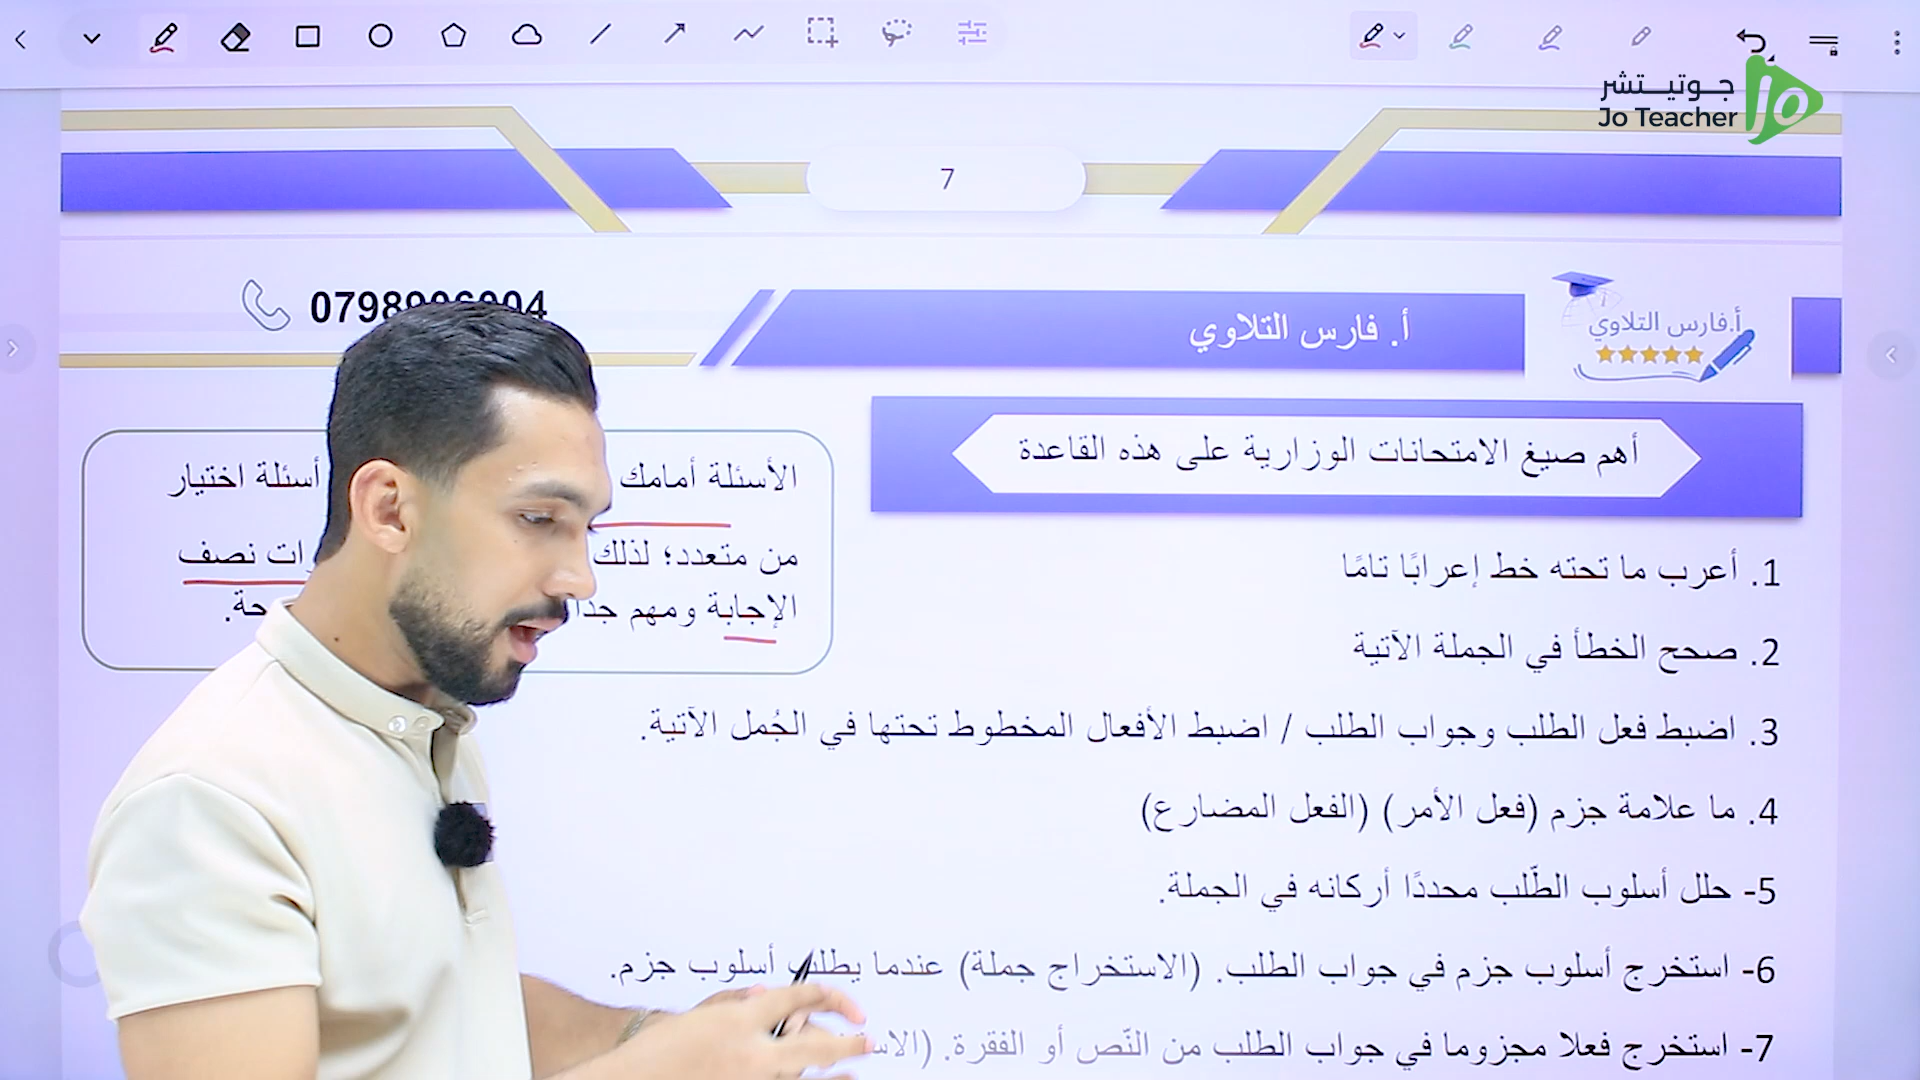 جـوتيـتشر
Jo Teacher
7
أ. فارس التلاوي
أ.فارس التلاوي
أهم صيغ الامتحانات الوزارية على هذه القاعدة
الأسئلة أمامك أسئلة اختيار
من متعدد؛ لذلك نصف
الإجابة ومهم
1. أعرب ما تحته خط إعرابًا تامًا
2. صحح الخطأ في الجملة الآتية
3. اضبط فعل الطلب وجواب الطلب / اضبط الأفعال المخطوط تحتها في الجُمل الآتية.
4. ما علامة جزم (فعل الأمر) (الفعل المضارع)
5- حلل أسلوب الطّلب محددًا أركانه في الجملة.
6- استخرج أسلوب جزم في جواب الطلب. (الاستخراج جملة) عندما يطلب أسلوب جزم.
7- استخرج فعلا مجزوما في جواب الطلب من النّص أو الفقرة.